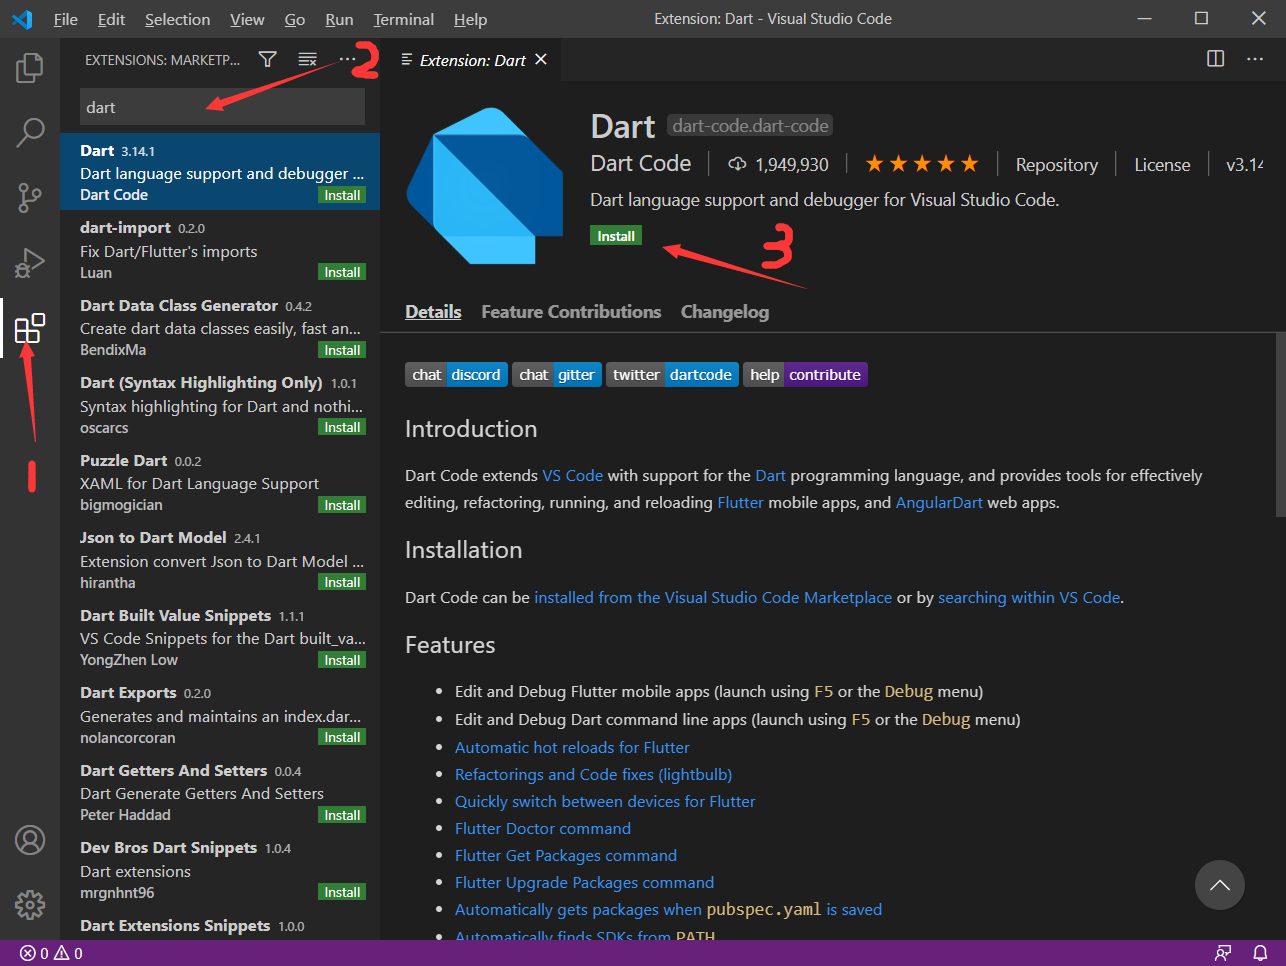 File Edit Selection View Go Run Terminal Help Extension: Dart - Visual Studio Code
EXTENSIONS: MARKETP... ... 2
dart
Dart 3.14.1
Dart language support and debugger ...
Dart Code Install
dart-import 0.2.0
Fix Dart/Flutter's imports
Luan Install
Dart Data Class Generator 0.4.2
Create dart data classes easily, fast an...
BendixMa Install
Dart (Syntax Highlighting Only) 1.0.1
Syntax highlighting for Dart and nothi...
oscarcs Install
Puzzle Dart 0.0.2
XAML for Dart Language Support
bigmogician Install
Json to Dart Model 2.4.1
Extension convert Json to Dart Model ...
hirantha Install
Dart Built Value Snippets 1.1.1
VS Code Snippets for the Dart built_va...
YongZhen Low Install
Dart Exports 0.2.0
Generates and maintains an index.dar...
nolancorcoran Install
Dart Getters And Setters 0.0.4
Dart Generate Getters And Setters
Peter Haddad Install
Dev Bros Dart Snippets 1.0.4
Dart extensions
mrgnhnt96 Install
Dart Extensions Snippets 1.0.0
1
Extension: Dart
Dart dart-code.dart-code
Dart Code 1,949,930 ★★★★★ Repository License v3.14
Dart language support and debugger for Visual Studio Code.
Install
3
Details Feature Contributions Changelog
chat discord chat gitter twitter dartcode help contribute
Introduction
Dart Code extends VS Code with support for the Dart programming language, and provides tools for effectively
editing, refactoring, running, and reloading Flutter mobile apps, and AngularDart web apps.
Installation
Dart Code can be installed from the Visual Studio Code Marketplace or by searching within VS Code.
Features
• Edit and Debug Flutter mobile apps (launch using F5 or the Debug menu)
• Edit and Debug Dart command line apps (launch using F5 or the Debug menu)
• Automatic hot reloads for Flutter
• Refactorings and Code fixes (lightbulb)
• Quickly switch between devices for Flutter
• Flutter Doctor command
• Flutter Get Packages command
• Flutter Upgrade Packages command
• Automatically gets packages when pubspec.yaml is saved
• Automatically finds SDKs from PATH
0 0